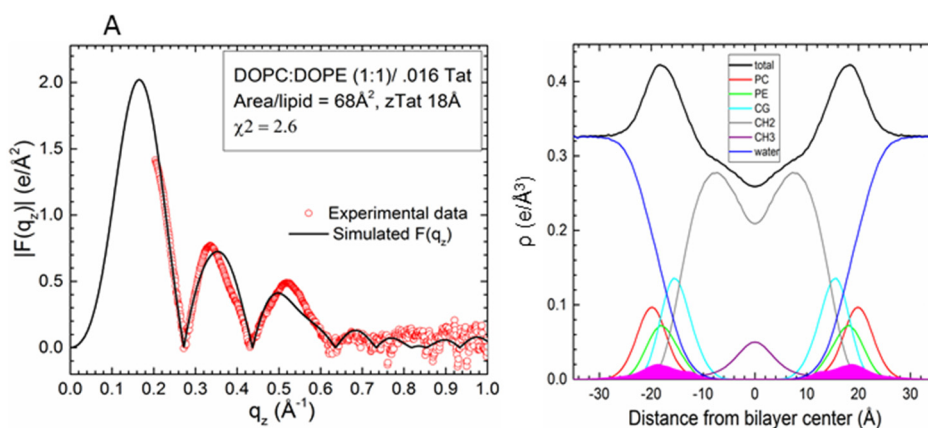 A
DOPC:DOPE (1:1)/ .016 Tat
Area/lipid = 68Å², zTat 18Å
χ2 = 2.6
Experimental data
Simulated F(q_z)
|F(q_z)| (e/Å²)
2.0
1.5
1.0
0.5
0.0
0.0 0.1 0.2 0.3 0.4 0.5 0.6 0.7 0.8 0.9 1.0
q_z (Å⁻¹)
total
PC
PE
CG
CH2
CH3
water
ρ (e/Å³)
0.4
0.3
0.2
0.1
0.0
-30 -20 -10 0 10 20 30
Distance from bilayer center (Å)